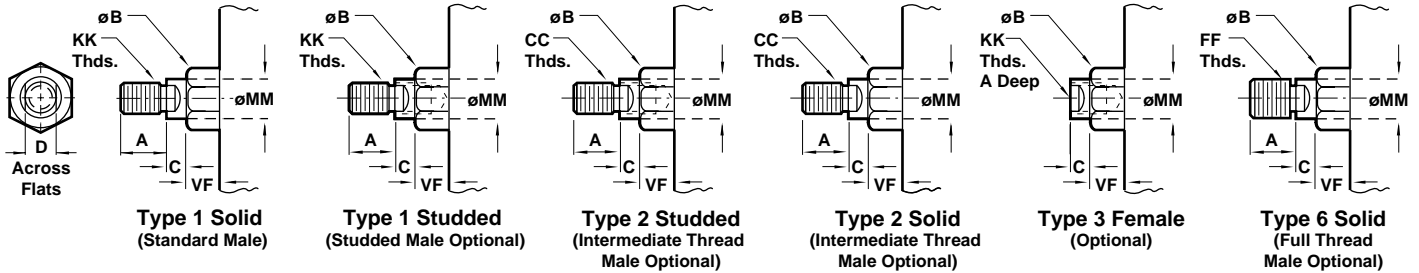 D
Across
Flats
øB
KK
Thds.
øMM
A
C
VF
Type 1 Solid
(Standard Male)
øB
KK
Thds.
øMM
A
C
VF
Type 1 Studded
(Studded Male Optional)
øB
CC
Thds.
øMM
A
C
VF
Type 2 Studded
(Intermediate Thread
Male Optional)
øB
CC
Thds.
øMM
A
C
VF
Type 2 Solid
(Intermediate Thread
Male Optional)
øB
KK
Thds.
A Deep
øMM
C
VF
Type 3 Female
(Optional)
øB
FF
Thds.
øMM
A
C
VF
Type 6 Solid
(Full Thread
Male Optional)